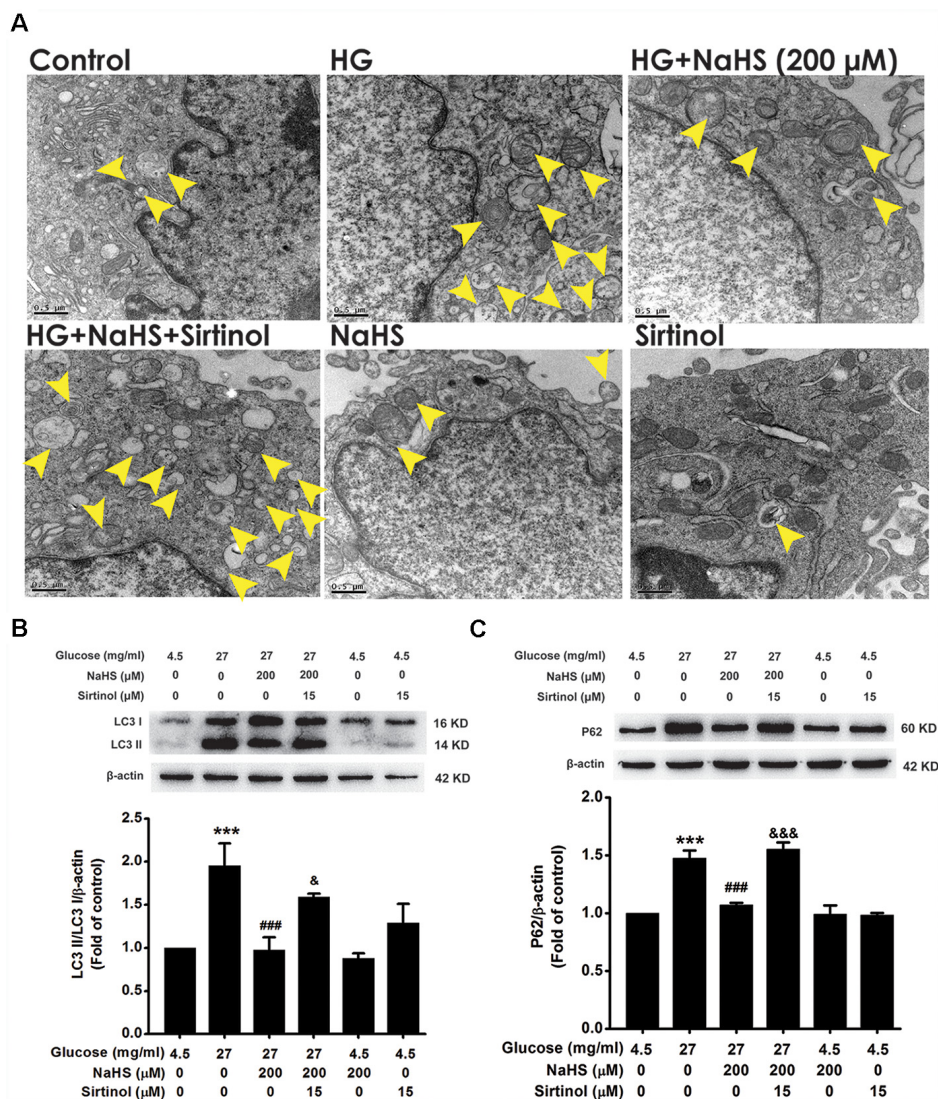 A
Control HG HG+NaHS (200 µM)
0.5 µm 0.5 µm 0.5 µm
HG+NaHS+Sirtinol NaHS Sirtinol
0.5 µm 0.5 µm 0.5 µm
B
Glucose (mg/ml) 4.5 27 27 27 4.5 4.5
NaHS (µM) 0 0 200 200 0 0
Sirtinol (µM) 0 0 0 15 0 15
LC3 I 16 KD
LC3 II 14 KD
β-actin 42 KD
2.5
2.0
1.5
1.0
0.5
0.0
LC3 II/LC3 I/β-actin
(Fold of control)
*** ### &
Glucose (mg/ml) 4.5 27 27 27 4.5 4.5
NaHS (µM) 0 0 200 200 200 0
Sirtinol (µM) 0 0 0 15 0 15
C
Glucose (mg/ml) 4.5 27 27 27 4.5 4.5
NaHS (µM) 0 0 200 200 0 0
Sirtinol (µM) 0 0 0 15 0 15
P62 60 KD
β-actin 42 KD
2.0
1.5
1.0
0.5
0.0
P62/β-actin
(Fold of control)
*** ### &&&
Glucose (mg/ml) 4.5 27 27 27 4.5 4.5
NaHS (µM) 0 0 200 200 200 0
Sirtinol (µM) 0 0 0 15 0 15